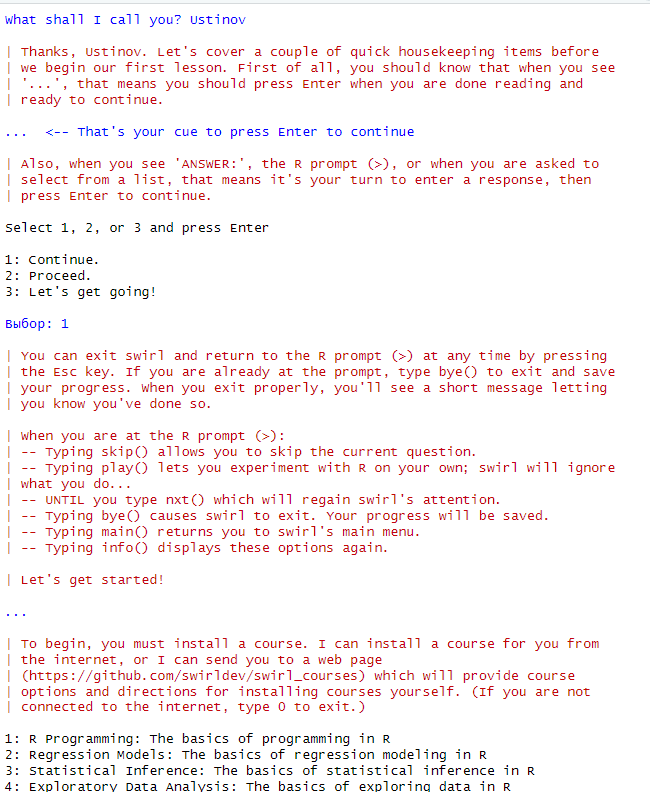 What shall I call you? Ustinov
| Thanks, Ustinov. Let's cover a couple of quick housekeeping items before
| we begin our first lesson. First of all, you should know that when you see
| '...', that means you should press Enter when you are done reading and
| ready to continue.
...  <-- That's your cue to press Enter to continue
| Also, when you see 'ANSWER:', the R prompt (>), or when you are asked to
| select from a list, that means it's your turn to enter a response, then
| press Enter to continue.
Select 1, 2, or 3 and press Enter
1: Continue.
2: Proceed.
3: Let's get going!
Выбор: 1
| You can exit swirl and return to the R prompt (>) at any time by pressing
| the Esc key. If you are already at the prompt, type bye() to exit and save
| your progress. When you exit properly, you'll see a short message letting
| you know you've done so.
| When you are at the R prompt (>):
| -- Typing skip() allows you to skip the current question.
| -- Typing play() lets you experiment with R on your own; swirl will ignore
| what you do...
| -- UNTIL you type nxt() which will regain swirl's attention.
| -- Typing bye() causes swirl to exit. Your progress will be saved.
| -- Typing main() returns you to swirl's main menu.
| -- Typing info() displays these options again.
| Let's get started!
...
| To begin, you must install a course. I can install a course for you from
| the internet, or I can send you to a web page
| (https://github.com/swirldev/swirl_courses) which will provide course
| options and directions for installing courses yourself. (If you are not
| connected to the internet, type 0 to exit.)
1: R Programming: The basics of programming in R
2: Regression Models: The basics of regression modeling in R
3: Statistical Inference: The basics of statistical inference in R
4: Exploratory Data Analysis: The basics of exploring data in R